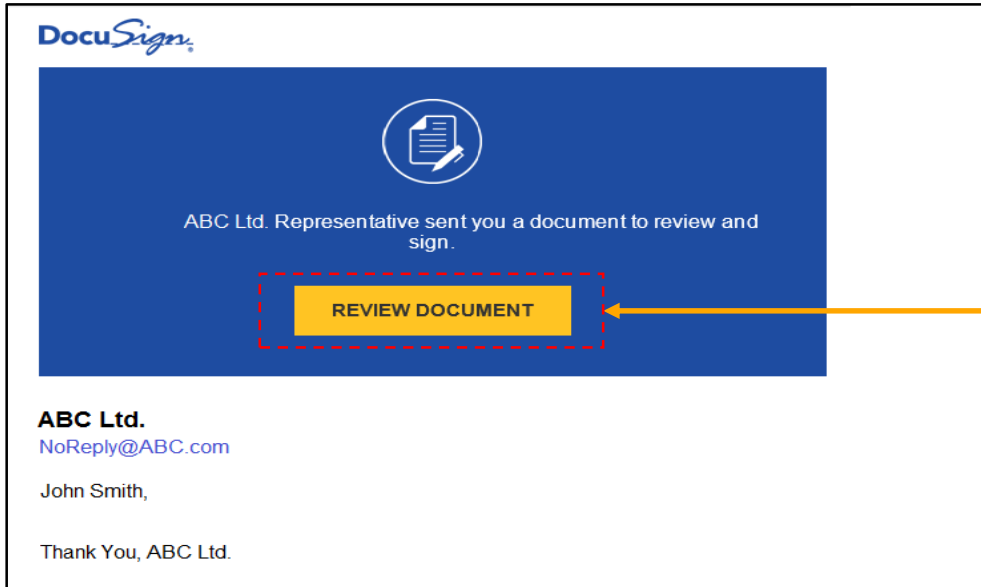 DocuSign
ABC Ltd. Representative sent you a document to review and
sign.
REVIEW DOCUMENT
ABC Ltd.
NoReply@ABC.com
John Smith,
Thank You, ABC Ltd.